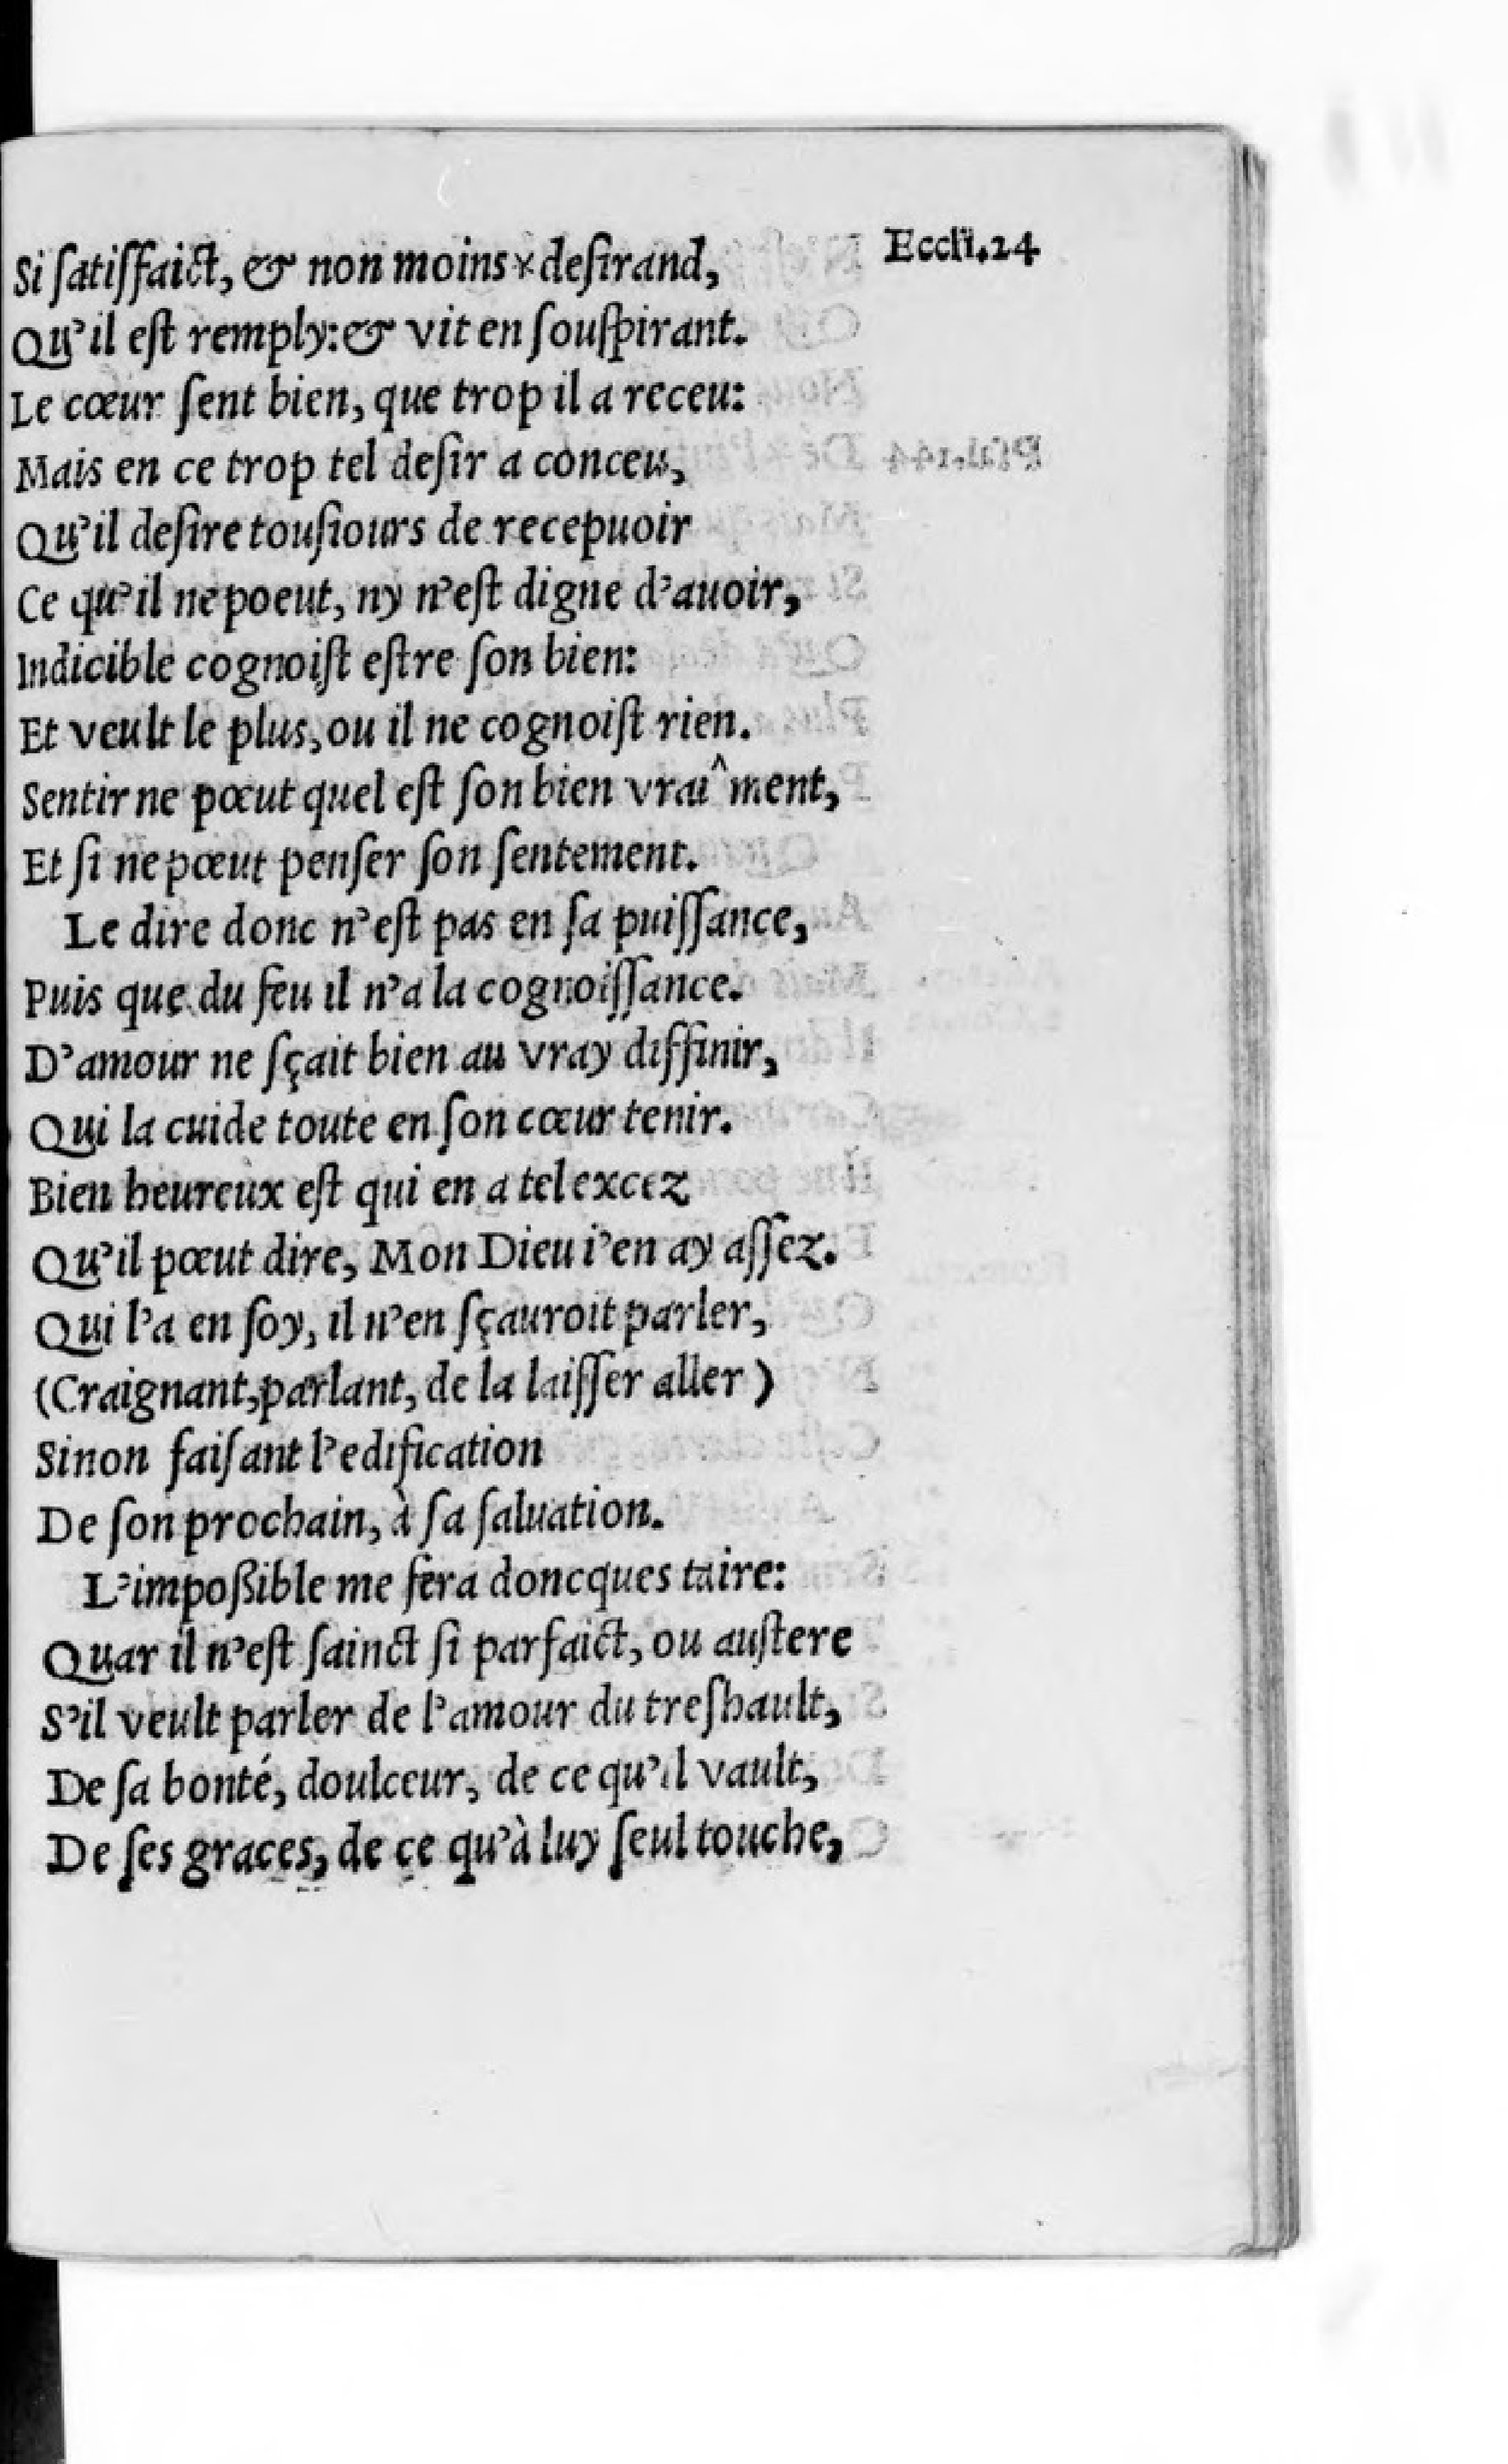 Si ſatiſfaict, & non moins × deſirand,
Eccli.24
Qu'il eſt remply: & vit en ſouſpirant.
Le cœur ſent bien, que trop il a receu:
Mais en ce trop tel deſir a conceu,
Qu'il deſire touſiours de recepuoir
Ce qu'il ne poeut, ny n'eſt digne d'auoir,
Indicible cognoiſt eſtre ſon bien:
Et veult le plus, ou il ne cognoiſt rien.
Sentir ne pœut quel eſt ſon bien vrai^ment,
Et ſi ne pœut penſer ſon ſentement.
Le dire donc n'eſt pas en ſa puiſſance,
Puis que du feu il n'a la cognoiſſance.
D'amour ne ſçait bien au vray diffinir,
Qui la cuide toute en ſon cœur tenir.
Bien heureux eſt qui en a tel excez
Qu'il pœut dire, Mon Dieu i'en ay aſſez.
Qui l'a en ſoy, il n'en ſçauroit parler,
(Craignant, parlant, de la laiſſer aller)
Sinon faiſant l'edification
De ſon prochain, à ſa ſaluation.
L'impoßible me fera doncques taire:
Quar il n'eſt ſainct ſi parfaict, ou auſtere
S'il veult parler de l'amour du treſhault,
De ſa bonté, doulceur, de ce qu'il vault,
De ſes graces, de ce qu'à luy ſeul touche,